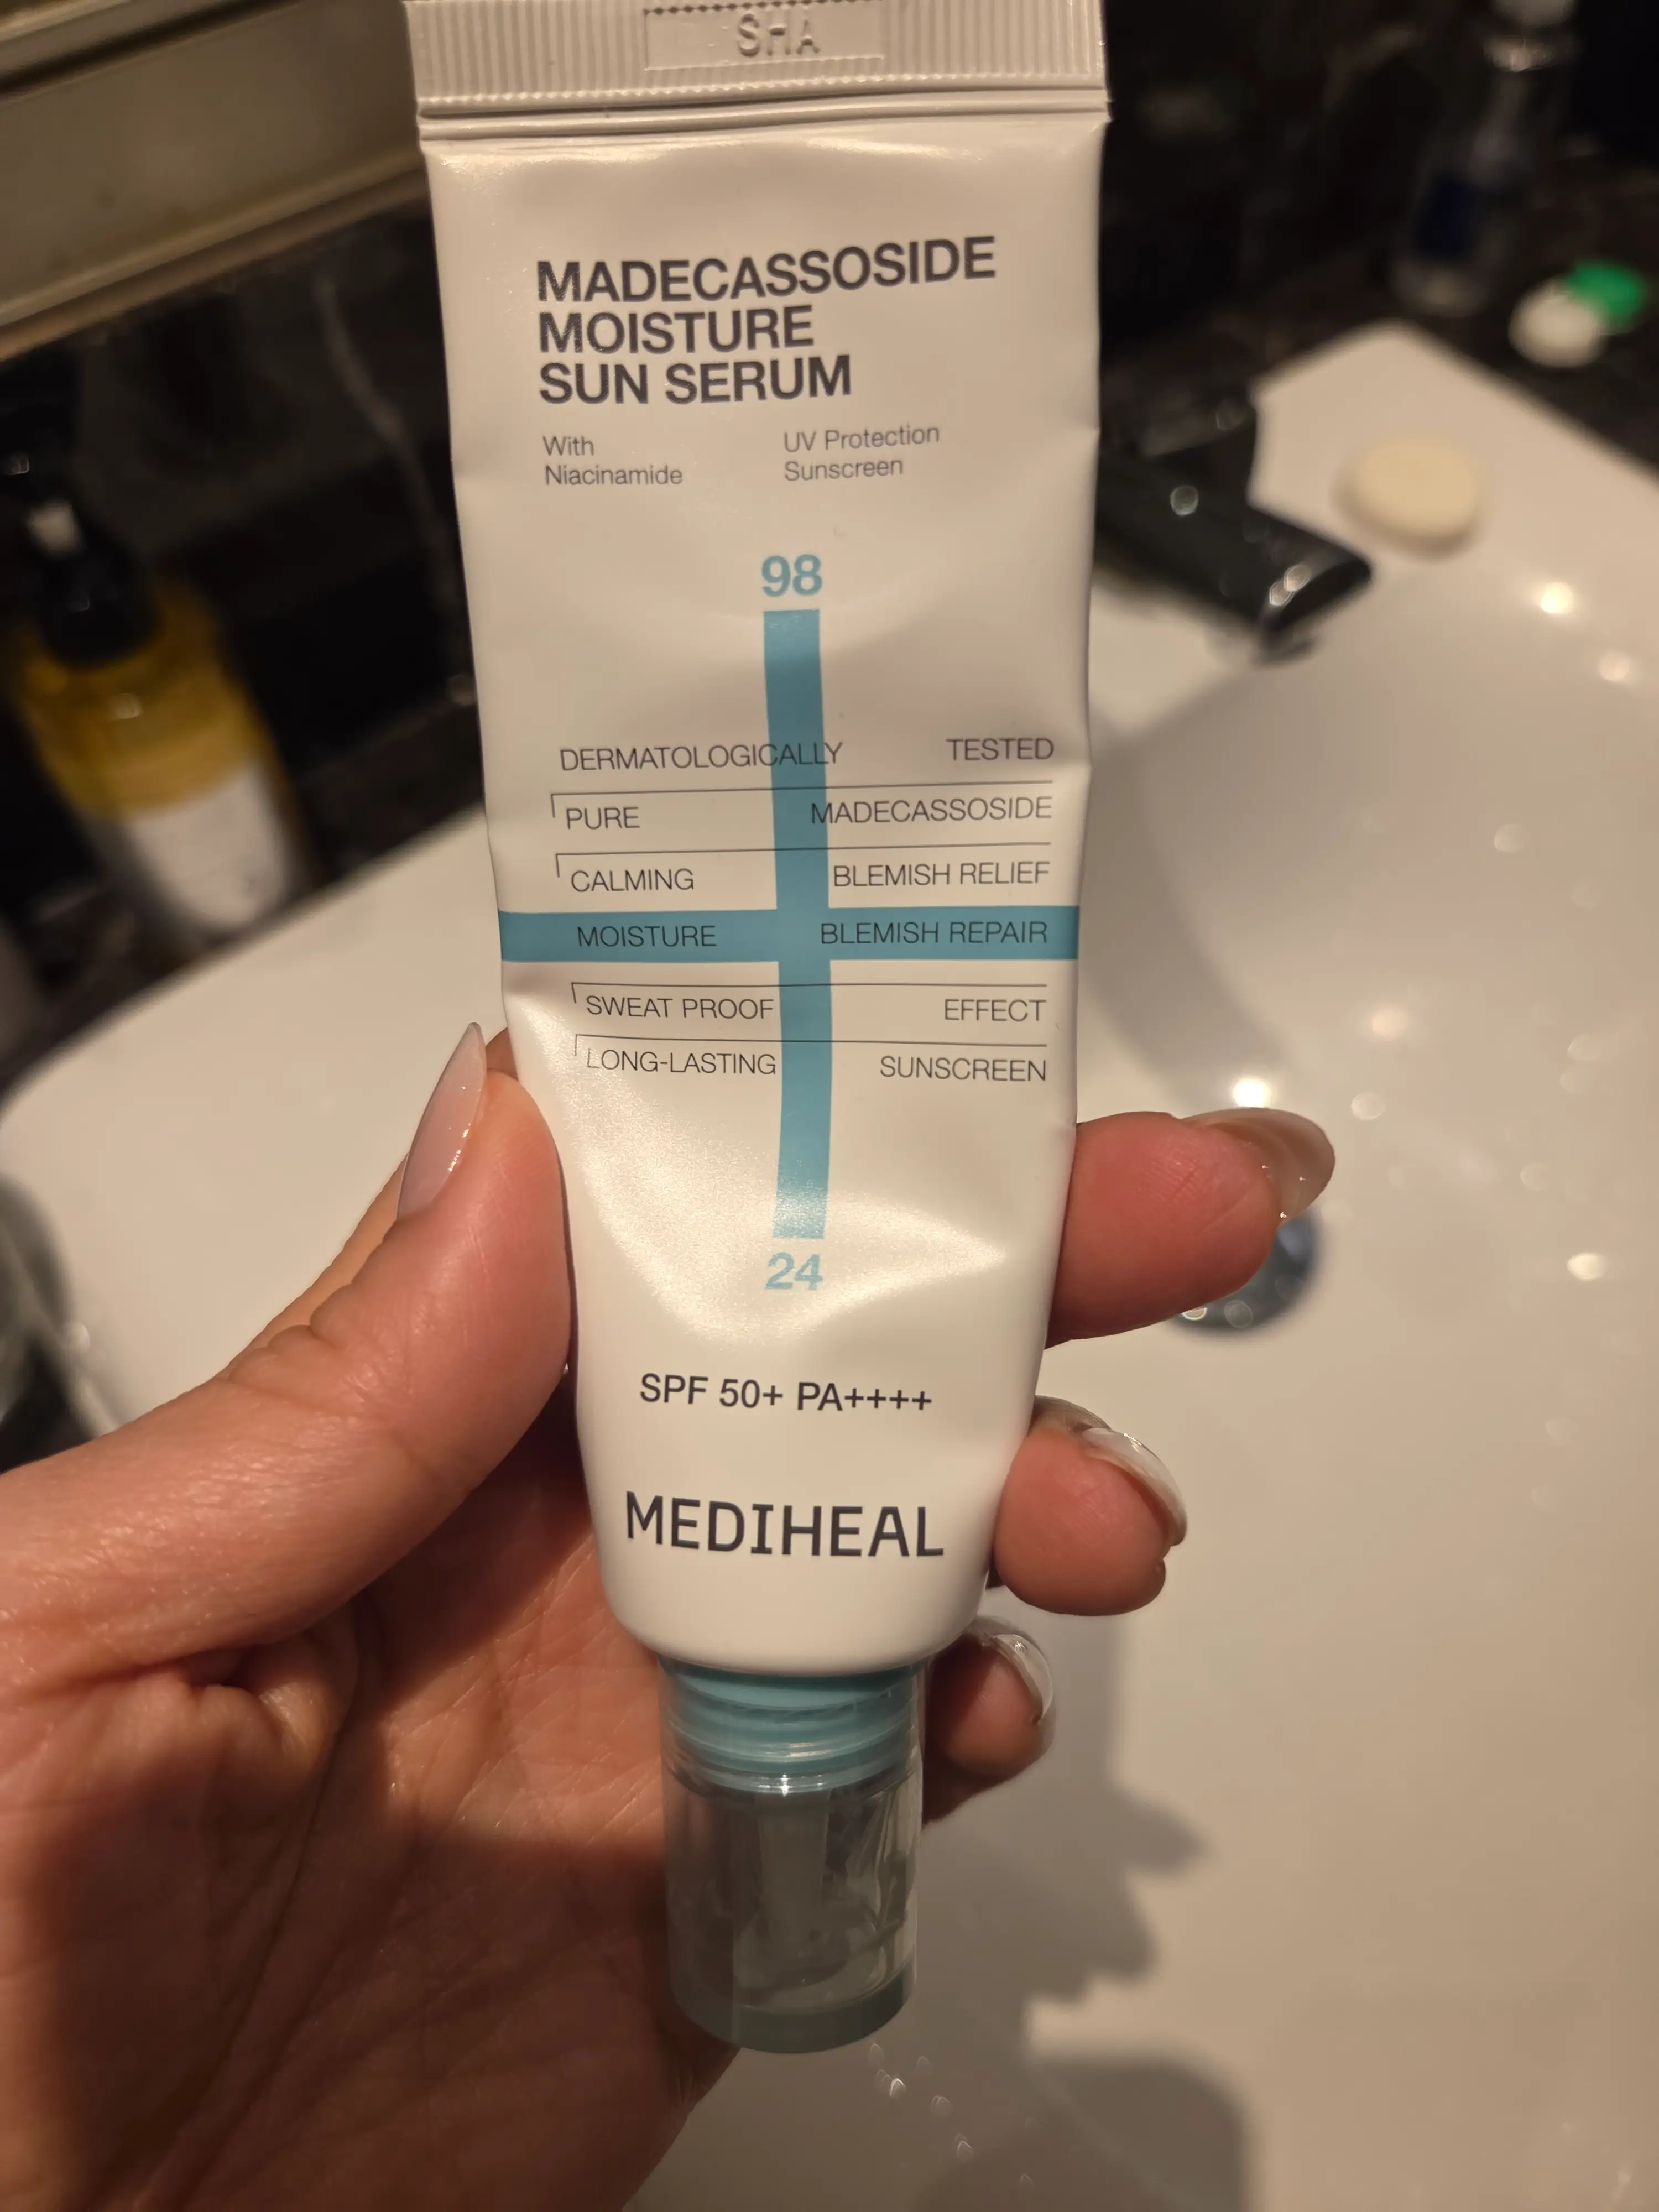 SHA
MADECASSOSIDE
MOISTURE
SUN SERUM
With
Niacinamide
UV Protection
Sunscreen
98
DERMATOLOGICALLY TESTED
PURE MADECASSOSIDE
CALMING BLEMISH RELIEF
MOISTURE BLEMISH REPAIR
SWEAT PROOF EFFECT
LONG-LASTING SUNSCREEN
24
SPF 50+ PA++++
MEDIHEAL